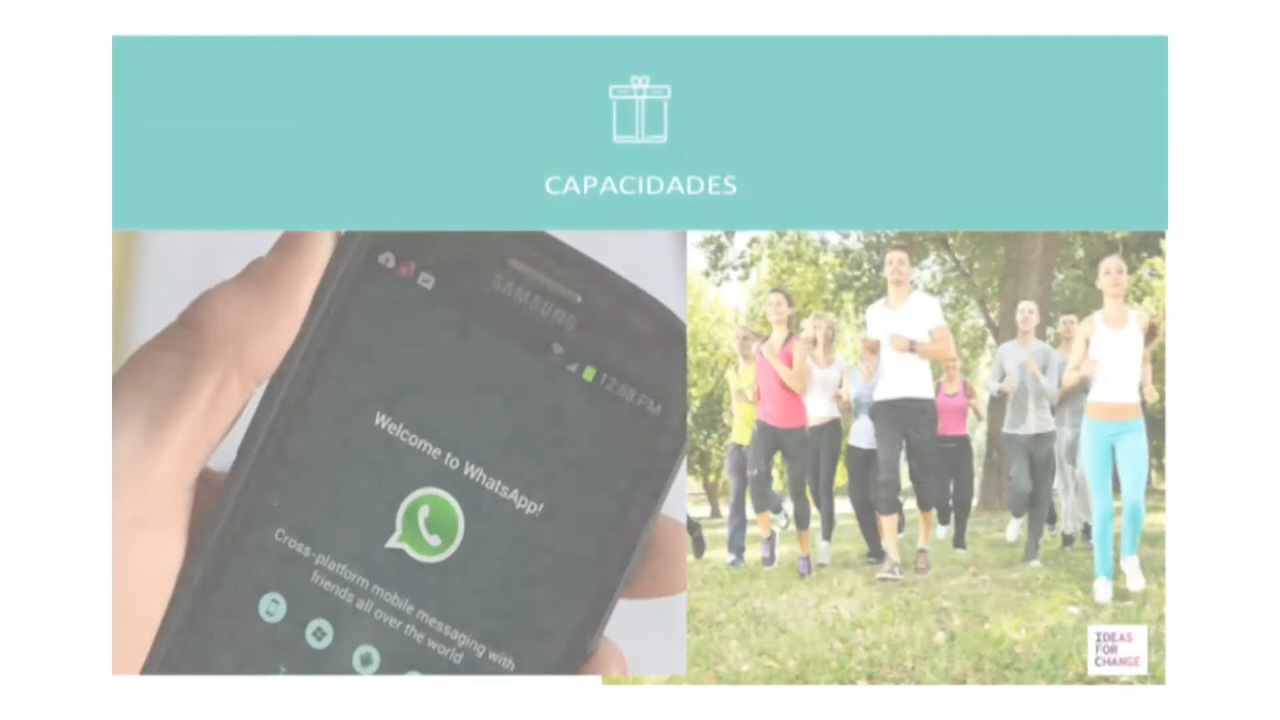 CAPACIDADES
SAMSUNG
12:58 PM
Welcome to WhatsApp!
Cross-platform mobile messaging with
friends all over the world
IDEAS
FOR
CHANGE